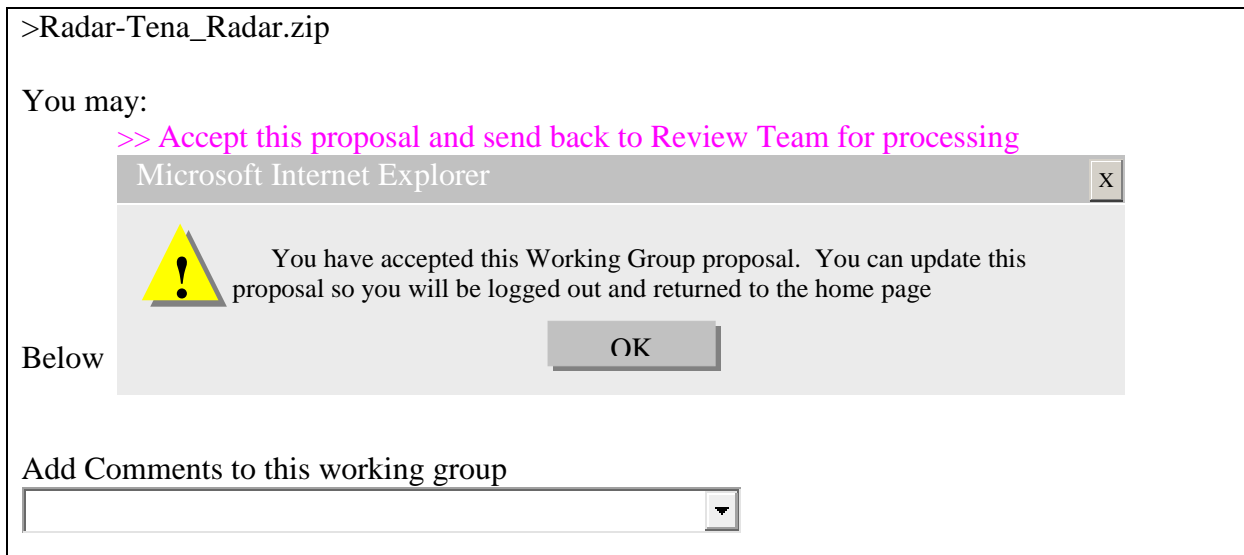 >Radar-Tena_Radar.zip
You may:
>> Accept this proposal and send back to Review Team for processing
Microsoft Internet Explorer
X
!
You have accepted this Working Group proposal. You can update this
proposal so you will be logged out and returned to the home page
OK
Below
Add Comments to this working group